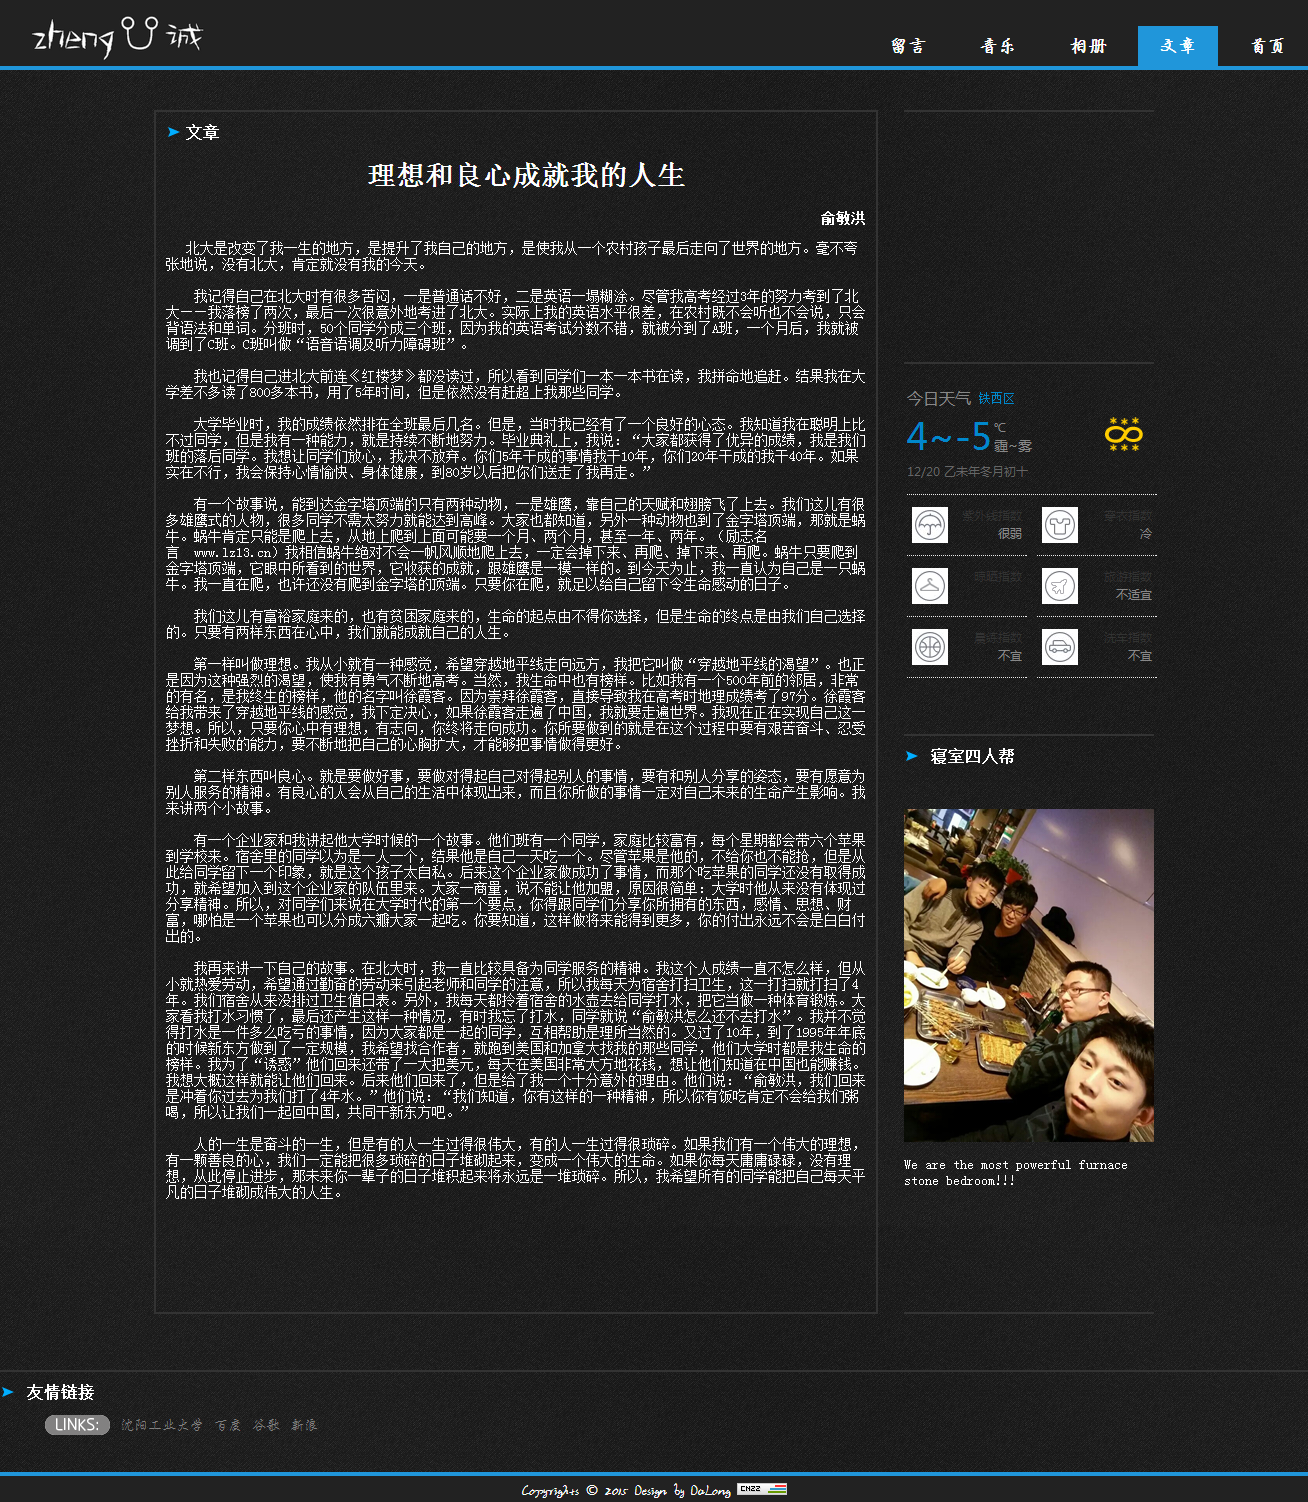 zheng 诚
留言 音乐 相册 文章 首页
文章
理想和良心成就我的人生
俞敏洪
北大是改变了我一生的地方，是提升了我自己的地方，是使我从一个农村孩子最后走向了世界的地方。毫不夸
张地说，没有北大，肯定就没有我的今天。
我记得自己在北大时有很多苦闷，一是普通话不好，二是英语一塌糊涂。尽管我高考经过3年的努力考到了北
大——我落榜了两次，最后一次很意外地考进了北大。实际上我的英语水平很差，在农村既不会听也不会说，只会
背语法和单词。分班时，50个同学分成三个班，因为我的英语考试分数不错，就被分到了A班，一个月后，我就被
调到了C班。C班叫做“语音语调及听力障碍班”。
我也记得自己进北大前连《红楼梦》都没读过，所以看到同学们一本一本书在读，我拼命地追赶。结果我在大
学差不多读了800多本书，用了5年时间，但是依然没有赶超上我那些同学。
大学毕业时，我的成绩依然排在全班最后几名。但是，当时我已经有了一个良好的心态。我知道我在聪明上比
不过同学，但是我有一种能力，就是持续不断地努力。毕业典礼上，我说：“大家都获得了优异的成绩，我是我们
班的落后同学。我想让同学们放心，我决不放弃。你们5年干成的事情我干10年，你们20年干成的我干40年。如果
实在不行，我会保持心情愉快、身体健康，到80岁以后把你们送走了我再走。”
有一个故事说，能到达金字塔顶端的只有两种动物，一是雄鹰，靠自己的天赋和翅膀飞了上去。我们这儿有很
多雄鹰式的人物，很多同学不需太努力就能达到高峰。大家也都知道，另外一种动物也到了金字塔顶端，那就是蜗
牛。蜗牛肯定只能是爬上去，从地上爬到上面可能要一个月、两个月，甚至一年、两年。（励志名
言 www.lz13.cn）我相信蜗牛绝对不会一帆风顺地爬上去，一定会掉下来、再爬、掉下来、再爬。蜗牛只要爬到
金字塔顶端，它眼中所看到的世界，它收获的成就，跟雄鹰是一模一样的。到今天为止，我一直认为自己是一只蜗
牛。我一直在爬，也许还没有爬到金字塔的顶端。只要你在爬，就足以给自己留下令生命感动的日子。
我们这儿有富裕家庭来的，也有贫困家庭来的，生命的起点由不得你选择，但是生命的终点是由我们自己选择
的。只要有两样东西在心中，我们就能成就自己的人生。
第一样叫做理想。我从小就有一种感觉，希望穿越地平线走向远方，我把它叫做“穿越地平线的渴望”。也正
是因为这种强烈的渴望，使我有勇气不断地高考。当然，我生命中也有榜样。比如我有一个500年前的邻居，非常
的有名，是我终生的榜样，他的名字叫徐霞客。因为崇拜徐霞客，直接导致我在高考时地理成绩考了97分。徐霞客
给我带来了穿越地平线的感觉，我下定决心，如果徐霞客走遍了中国，我就要走遍世界。我现在正在实现自己这一
梦想。所以，只要你心中有理想，有志向，你终将走向成功。你所要做到的就是在这个过程中要有艰苦奋斗、忍受
挫折和失败的能力，要不断地把自己的心胸扩大，才能够把事情做得更好。
第二样东西叫良心。就是要做好事，要做对得起自己对得起别人的事情，要有和别人分享的姿态，要有愿意为
别人服务的精神。有良心的人会从自己的生活中体现出来，而且你所做的事情一定对自己未来的生命产生影响。我
来讲两个小故事。
有一个企业家和我讲起他大学时候的一个故事。他们班有一个同学，家庭比较富有，每个星期都会带六个苹果
到学校来。宿舍里的同学以为是一人一个，结果他是自己一天吃一个。尽管苹果是他的，不给你也不能抢，但是从
此给同学留下一个印象，就是这个孩子太自私。后来这个企业家做成功了事情，而那个吃苹果的同学还没有取得成
功，就希望加入到这个企业家的队伍里来。大家一商量，说不能让他加盟，原因很简单：大学时他从来没有体现过
分享精神。所以，对同学们来说在大学时代的第一个要点，你得跟同学们分享你所拥有的东西，感情、思想、财
富，哪怕是一个苹果也可以分成六瓣大家一起吃。你要知道，这样做将来能得到更多，你的付出永远不会是白白付
出的。
我再来讲一下自己的故事。在北大时，我一直比较具备为同学服务的精神。我这个人成绩一直不怎么样，但从
小就热爱劳动，希望通过勤奋的劳动来引起老师和同学的注意，所以我每天为宿舍打扫卫生，这一打扫就打扫了4
年。我们宿舍从来没排过卫生值日表。另外，我每天都拎着宿舍的水壶去给同学打水，把它当做一种体育锻炼。大
家看我打水习惯了，最后还产生这样一种情况，有时我忘了打水，同学就说“俞敏洪怎么还不去打水”。我并不觉
得打水是一件多么吃亏的事情，因为大家都是一起的同学，互相帮助是理所当然的。又过了10年，到了1995年年底
的时候新东方做到了一定规模，我希望找合作者，就跑到美国和加拿大找我的那些同学，他们大学时都是我生命的
榜样。我为了“诱惑”他们回来还带了一大把美元，每天在美国非常大方地花钱，想让他们知道在中国也能赚钱。
我想大概这样就能让他们回来。后来他们回来了，但是给了我一个十分意外的理由。他们说：“俞敏洪，我们回来
是冲着你过去为我们打了4年水。”他们说：“我们知道，你有这样的一种精神，所以你有饭吃肯定不会给我们粥
喝，所以让我们一起回中国，共同干新东方吧。”
人的一生是奋斗的一生，但是有的人一生过得很伟大，有的人一生过得很琐碎。如果我们有一个伟大的理想，
有一颗善良的心，我们一定能把很多琐碎的日子堆砌起来，变成一个伟大的生命。如果你每天庸庸碌碌，没有理
想，从此停止进步，那未来你一辈子的日子堆积起来将永远是一堆琐碎。所以，我希望所有的同学能把自己每天平
凡的日子堆砌成伟大的人生。
今日天气 铁西区
4~-5 ℃
霾~雾
12/20 乙未年冬月初十
紫外线指数 穿衣指数
很弱 冷
晾晒指数 旅游指数
不适宜
晨练指数 洗车指数
不宜 不宜
寝室四人帮
We are the most powerful furnace
stone bedroom!!!
友情链接
LINKS: 沈阳工业大学 百度 谷歌 新浪
Copyrights © 2015 Design by DaLong CNZZ